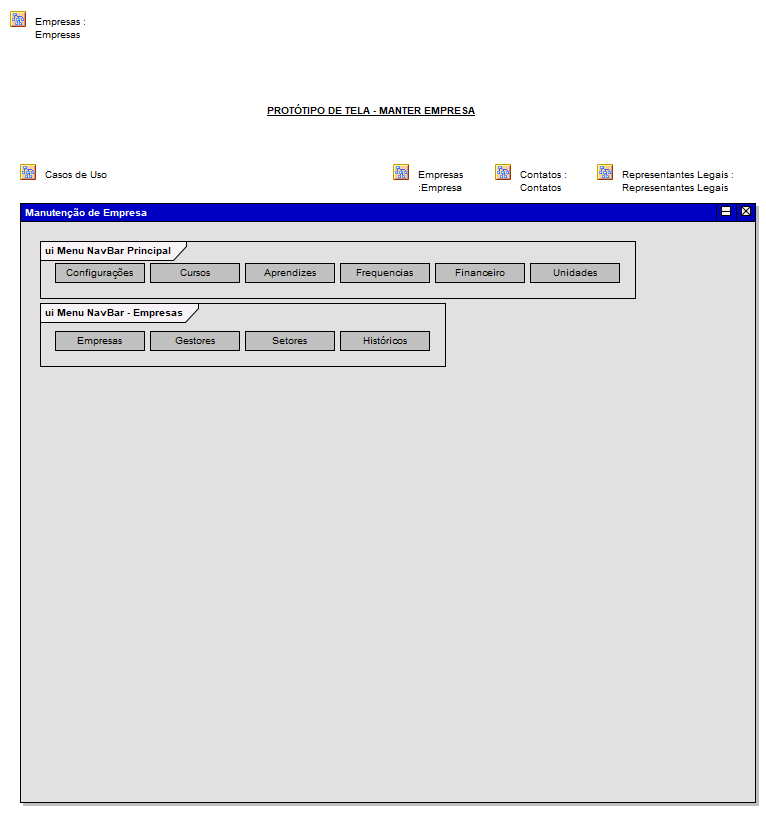 Empresas :
Empresas
PROTÓTIPO DE TELA - MANTER EMPRESA
Casos de Uso
Empresas
:Empresa
Contatos :
Contatos
Representantes Legais :
Representantes Legais
Manutenção de Empresa
ui Menu NavBar Principal
Configurações
Cursos
Aprendizes
Frequencias
Financeiro
Unidades
ui Menu NavBar - Empresas
Empresas
Gestores
Setores
Históricos